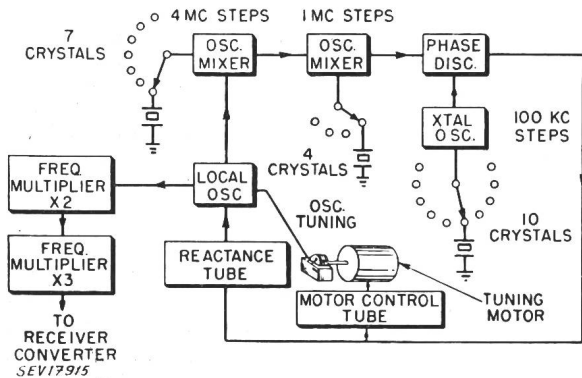 4 MC STEPS
1 MC STEPS
7
CRYSTALS
OSC.
MIXER
OSC.
MIXER
PHASE
DISC.
XTAL
OSC.
100 KC
STEPS
4
CRYSTALS
FREQ.
MULTIPLIER
X2
LOCAL
OSC
OSC.
TUNING
10
CRYSTALS
FREQ.
MULTIPLIER
X3
REACTANCE
TUBE
MOTOR CONTROL
TUBE
TUNING
MOTOR
TO
RECEIVER
CONVERTER
SEV17915